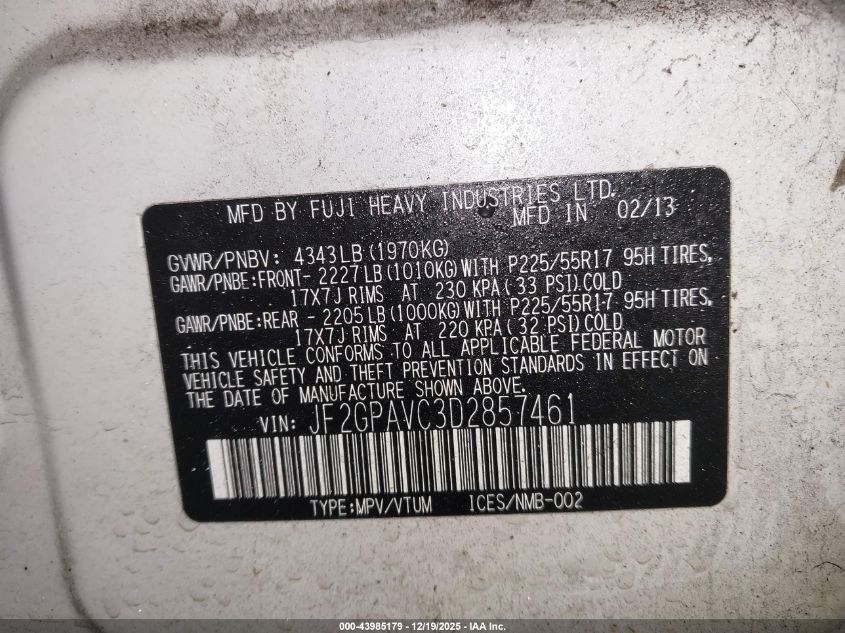 MFD BY FUJI HEAVY INDUSTRIES LTD.
MFD IN 02/13
GVWR/PNBV: 4343LB(1970KG)
GAWR/PNBE:FRONT- 2227LB(1010KG)WITH P225/55R17 95H TIRES,
17X7J RIMS AT 230 KPA(33 PSI)COLD
GAWR/PNBE:REAR - 2205LB(1000KG)WITH P225/55R17 95H TIRES,
17X7J RIMS AT 220 KPA(32 PSI)COLD
THIS VEHICLE CONFORMS TO ALL APPLICABLE FEDERAL MOTOR
VEHICLE SAFETY AND THEFT PREVENTION STANDARDS IN EFFECT ON
THE DATE OF MANUFACTURE SHOWN ABOVE.
VIN: JF2GPAVC3D2857461
TYPE:MPV/VTUM ICES/NMB-002
000-43985179 - 12/19/2025 - IAA Inc.